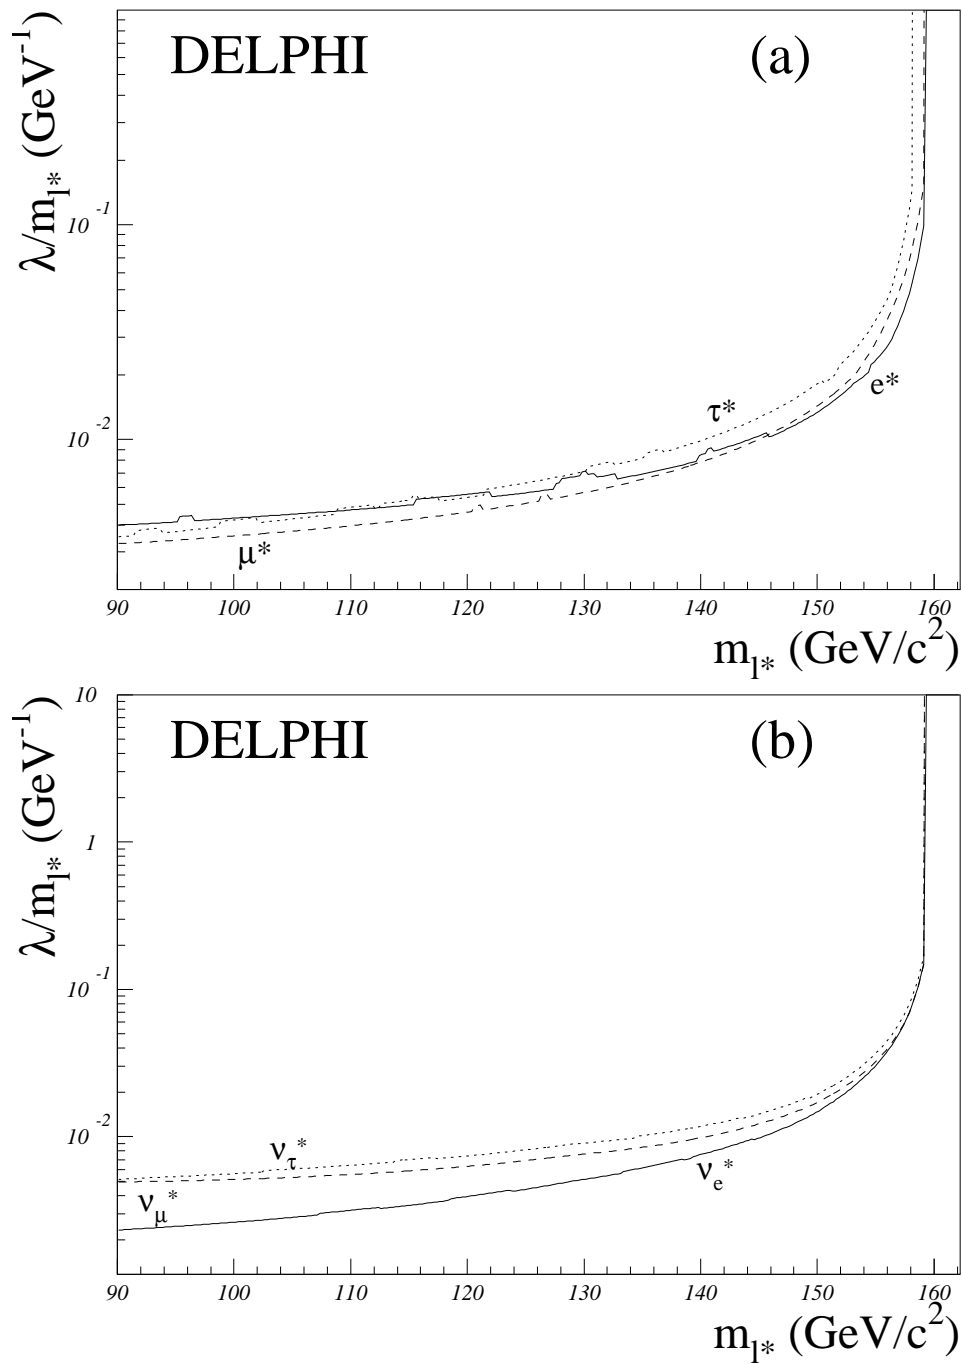 DELPHI (a)
λ/m_l* (GeV^-1)
10^-1
10^-2
τ*
e*
μ*
90 100 110 120 130 140 150 160
m_l* (GeV/c^2)
DELPHI (b)
λ/m_l* (GeV^-1)
10
1
10^-1
10^-2
ν_τ*
ν_μ*
ν_e*
90 100 110 120 130 140 150 160
m_l* (GeV/c^2)